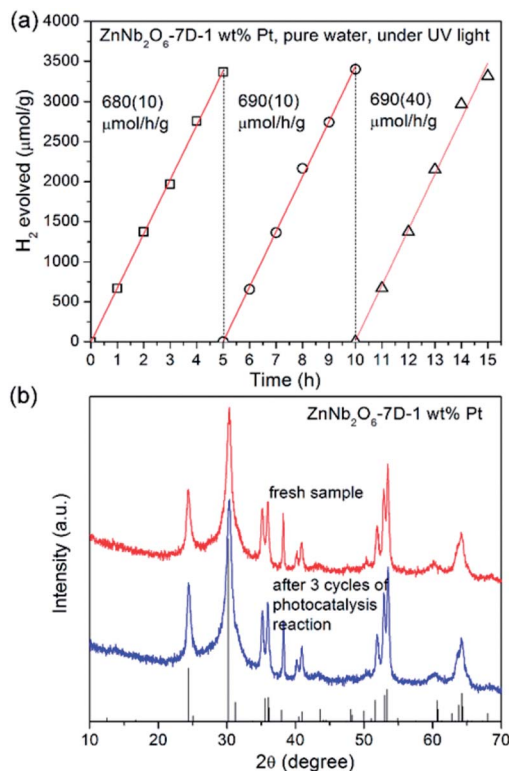 (a)
ZnNb₂O₆-7D-1 wt% Pt, pure water, under UV light
680(10)
μmol/h/g
690(10)
μmol/h/g
690(40)
μmol/h/g
H₂ evolved (μmol/g)
3500
3000
2500
2000
1500
1000
500
0
0 1 2 3 4 5 6 7 8 9 10 11 12 13 14 15
Time (h)
(b)
ZnNb₂O₆-7D-1 wt% Pt
fresh sample
after 3 cycles of
photocatalysis
reaction
Intensity (a.u.)
10 20 30 40 50 60 70
2θ (degree)